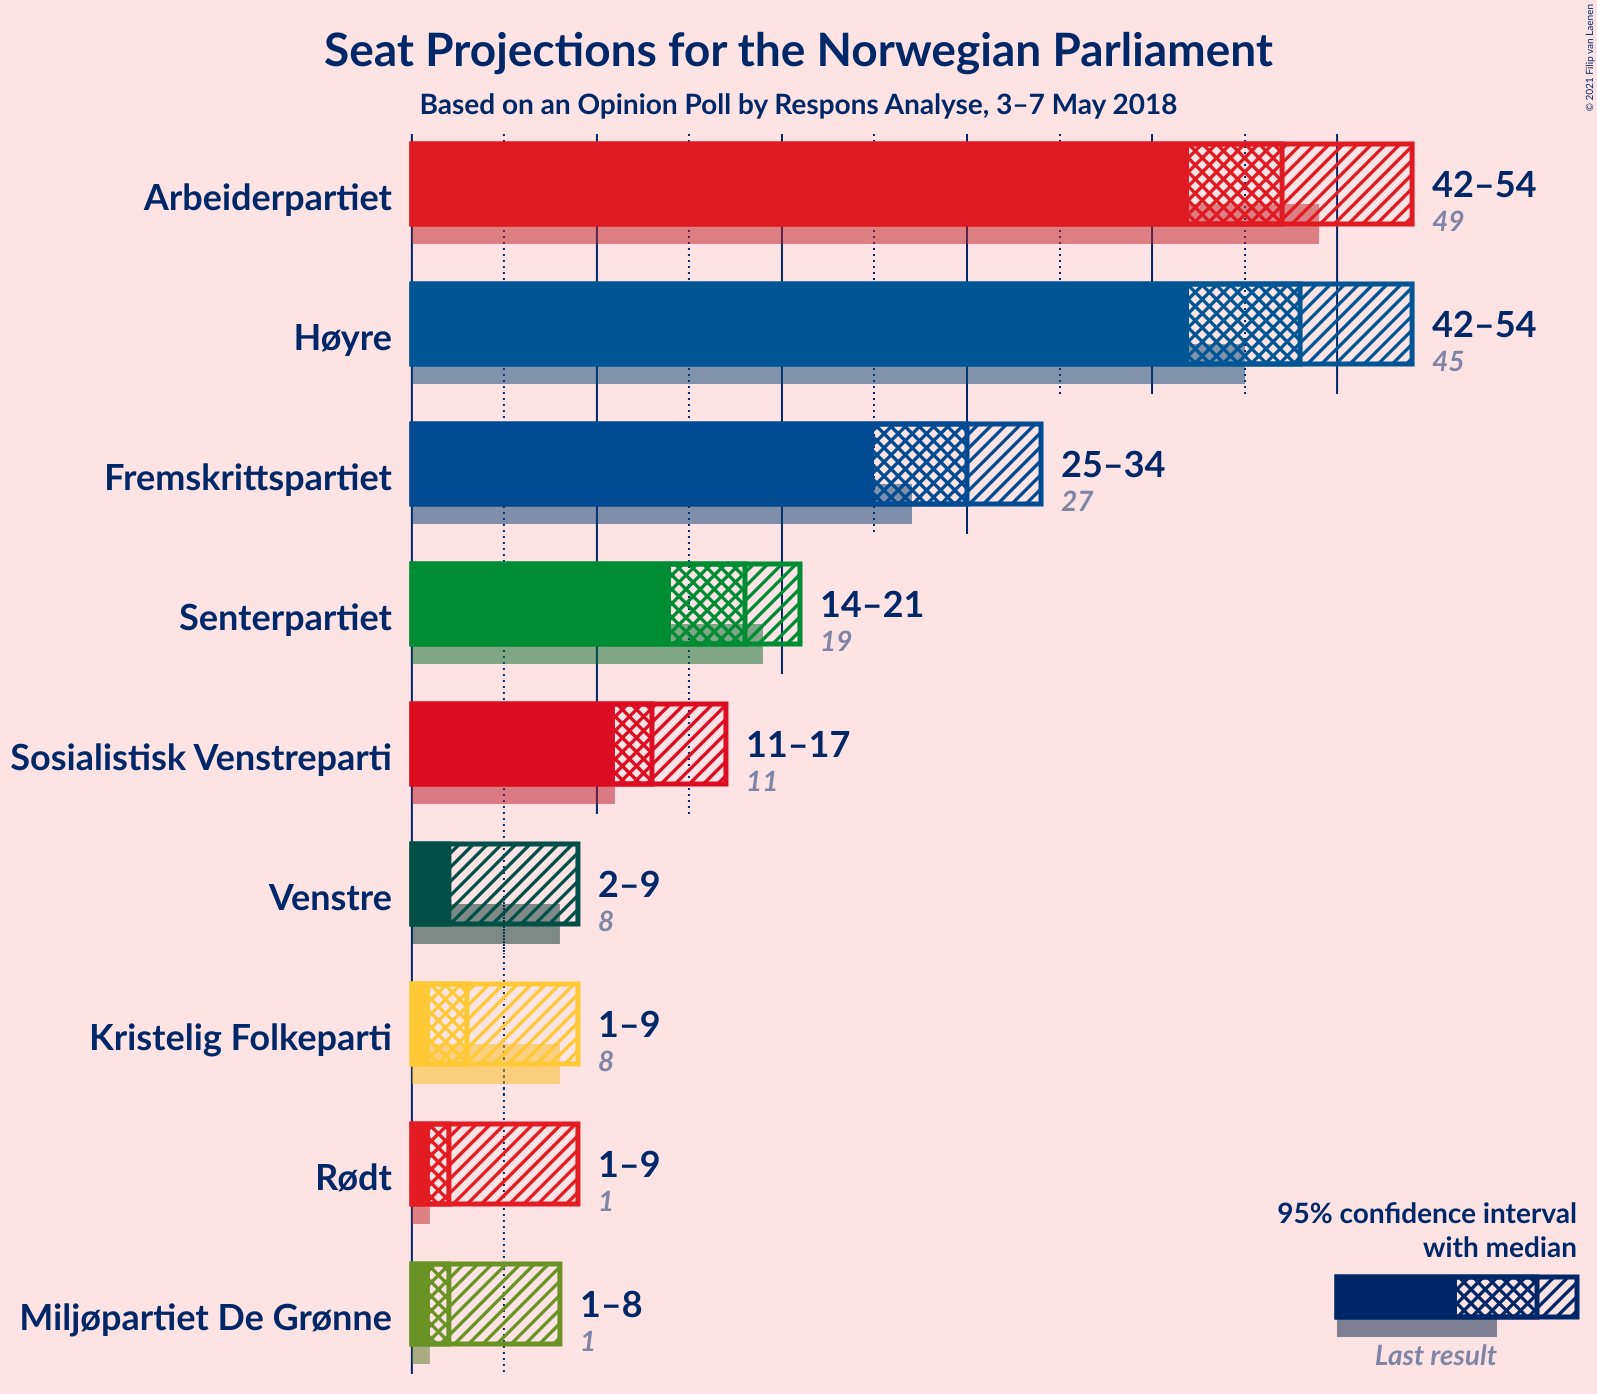 Seat Projections for the Norwegian Parliament
Based on an Opinion Poll by Respons Analyse, 3–7 May 2018
© 2021 Filip van Laenen
Arbeiderpartiet
42–54
49
Høyre
42–54
45
Fremskrittspartiet
25–34
27
Senterpartiet
14–21
19
Sosialistisk Venstreparti
11–17
11
Venstre
2–9
8
Kristelig Folkeparti
1–9
8
Rødt
1–9
1
Miljøpartiet De Grønne
1–8
1
95% confidence interval
with median
Last result